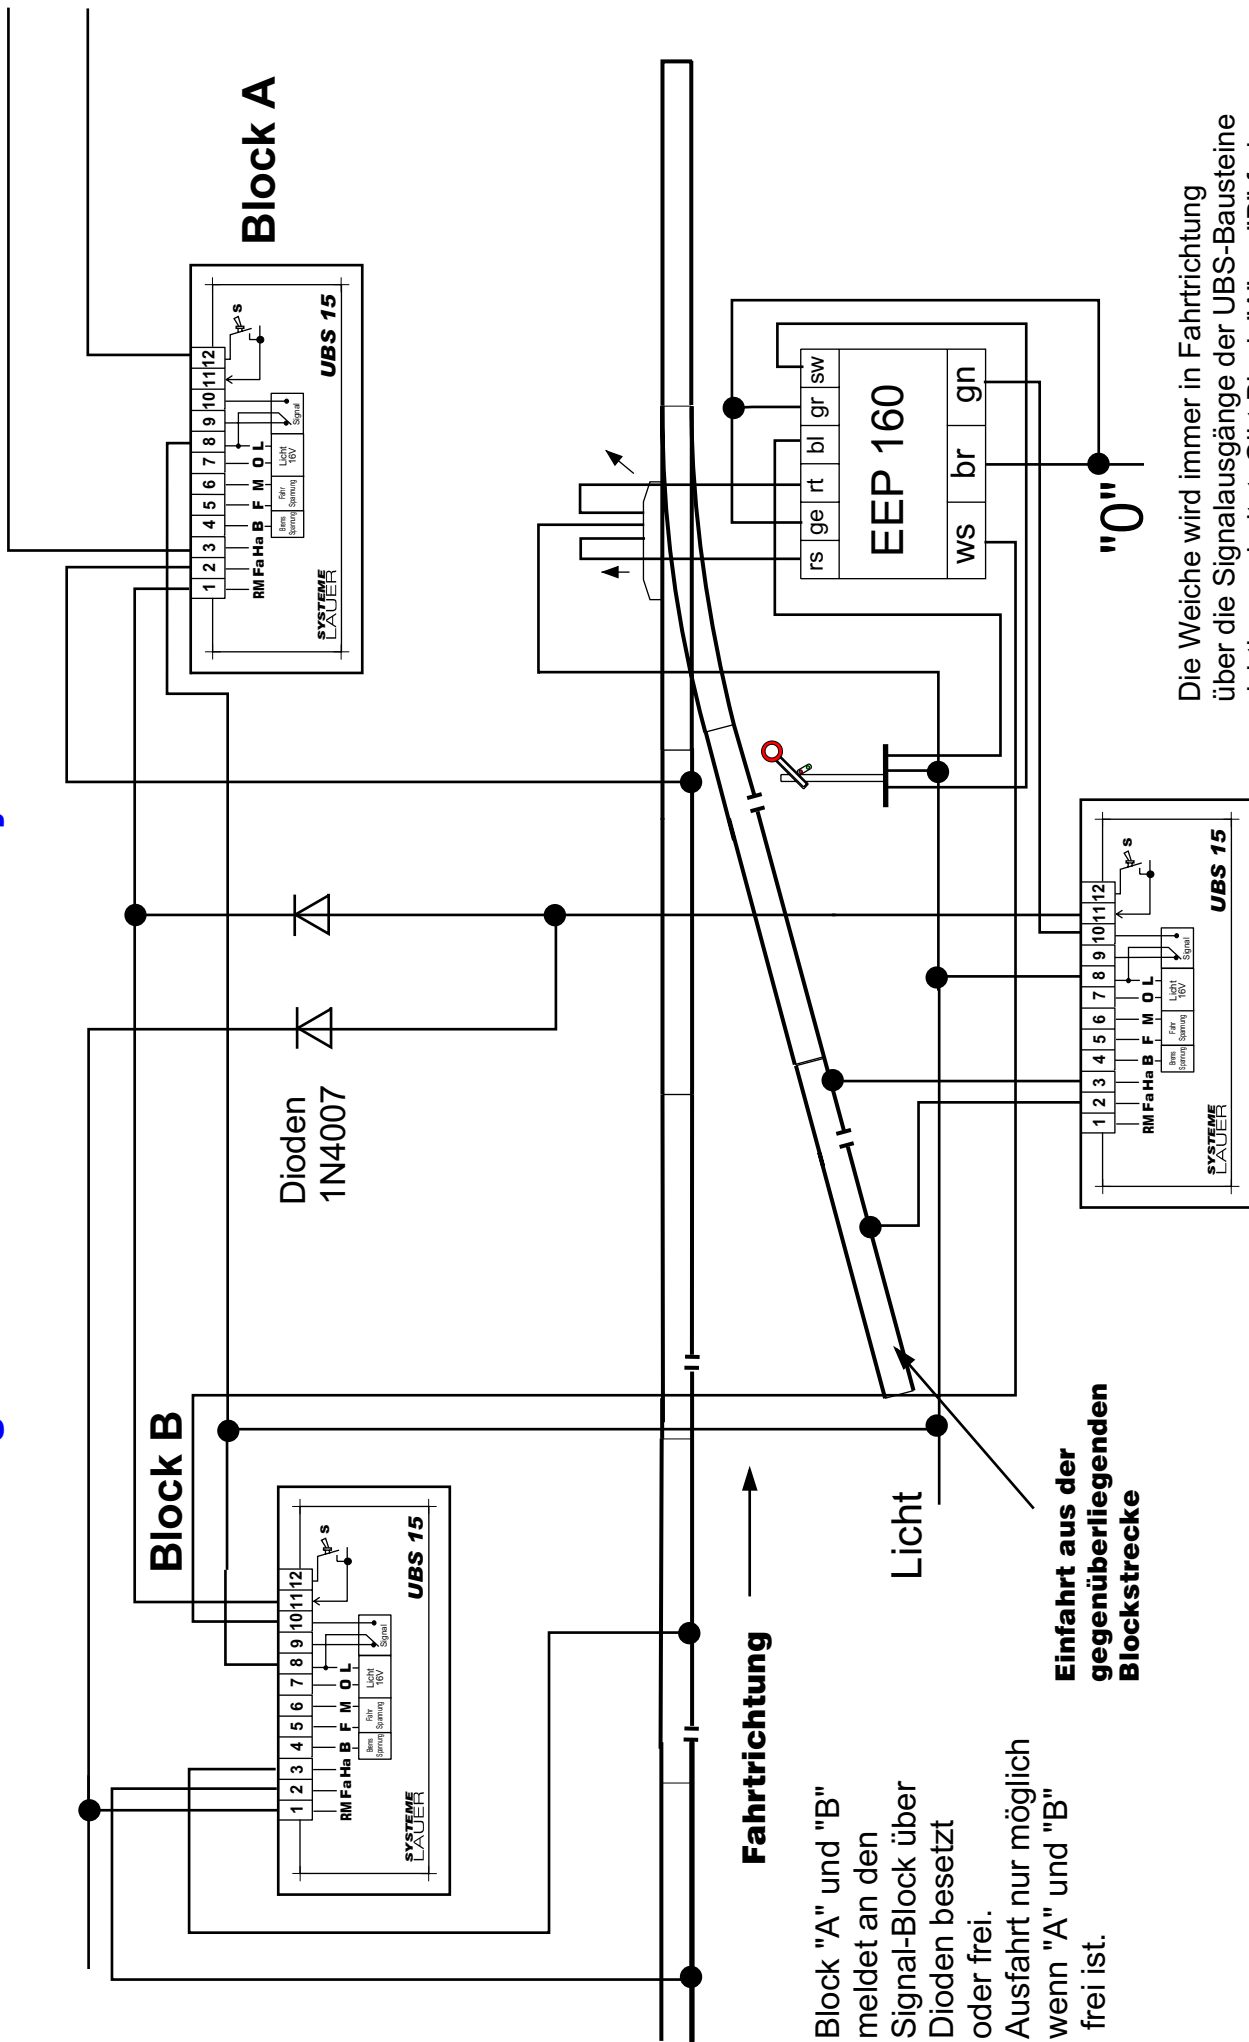 Block B
Block A
1 2 3 4 5 6 7 8 9 10 11 12
RM Fa Ha B F M O L
Brems Spannung
Fahr Spannung
Licht 16V
Signal
S
SYSTEME LAUER
UBS 15
1 2 3 4 5 6 7 8 9 10 11 12
RM Fa Ha B F M O L
Brems Spannung
Fahr Spannung
Licht 16V
Signal
S
SYSTEME LAUER
UBS 15
Dioden
1N4007
Fahrtrichtung
Licht
rs ge rt bl gr sw
EEP 160
ws br gn
"0"
Block "A" und "B"
meldet an den
Signal-Block über
Dioden besetzt
oder frei.
Ausfahrt nur möglich
wenn "A" und "B"
frei ist.
Einfahrt aus der
gegenüberliegenden
Blockstrecke
1 2 3 4 5 6 7 8 9 10 11 12
RM Fa Ha B F M O L
Brems Spannung
Fahr Spannung
Licht 16V
Signal
S
SYSTEME LAUER
UBS 15
Die Weiche wird immer in Fahrtrichtung
über die Signalausgänge der UBS-Bausteine